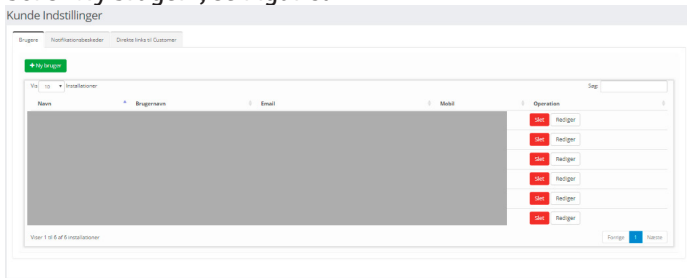 Kunde Indstillinger
Brugere Notifikationsbeskeder Direkte links til Customer
+ Ny bruger
Vis 10 installationer Søg:
Navn Brugernavn Email Mobil Operation
Slet Rediger
Slet Rediger
Slet Rediger
Slet Rediger
Slet Rediger
Slet Rediger
Viser 1 til 6 af 6 installationer Forrige 1 Næste